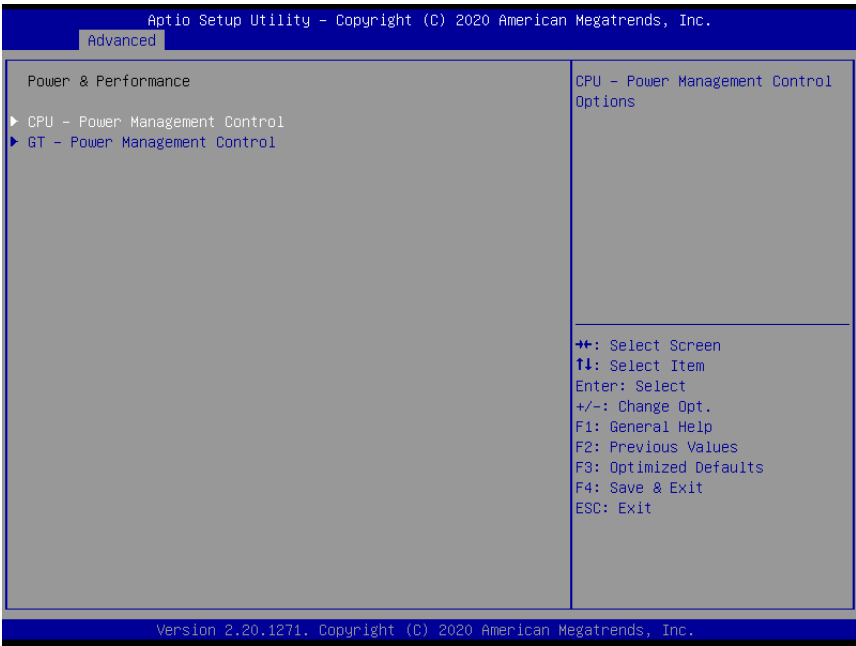 Aptio Setup Utility – Copyright (C) 2020 American Megatrends, Inc.
Advanced
Power & Performance
▶ CPU – Power Management Control
▶ GT – Power Management Control
CPU – Power Management Control
Options
→←: Select Screen
↑↓: Select Item
Enter: Select
+/-: Change Opt.
F1: General Help
F2: Previous Values
F3: Optimized Defaults
F4: Save & Exit
ESC: Exit
Version 2.20.1271. Copyright (C) 2020 American Megatrends, Inc.